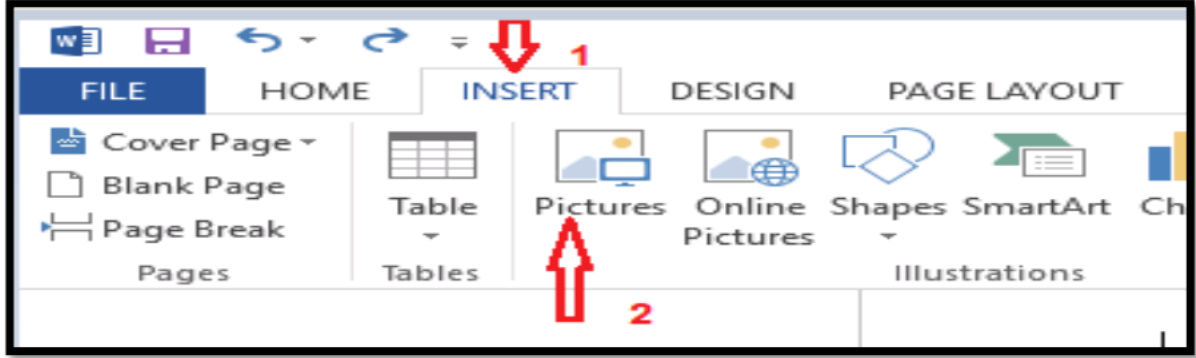 W
1
FILE HOME INSERT DESIGN PAGE LAYOUT
Cover Page
Blank Page
Page Break
Table
Pictures
Online
Pictures
Shapes
SmartArt
Ch
Pages
Tables
Illustrations
2